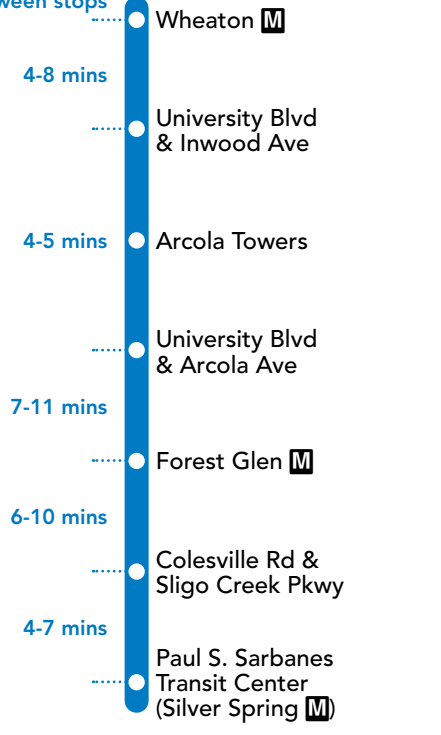 stops
Wheaton M
4-8 mins
University Blvd
& Inwood Ave
4-5 mins
Arcola Towers
University Blvd
& Arcola Ave
7-11 mins
Forest Glen M
6-10 mins
Colesville Rd &
Sligo Creek Pkwy
4-7 mins
Paul S. Sarbanes
Transit Center
(Silver Spring M)